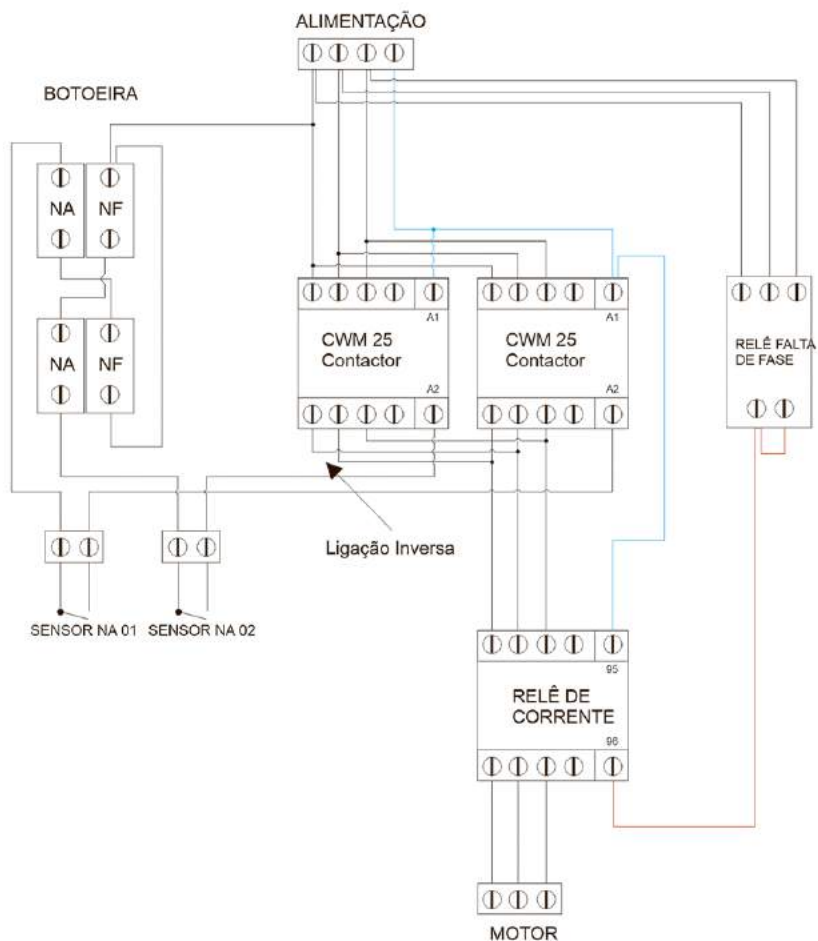 ALIMENTAÇÃO
BOTOEIRA
NA
NF
A1
A1
CWM 25
Contactor
CWM 25
Contactor
RELÊ FALTA
DE FASE
NA
NF
A2
A2
Ligação Inversa
SENSOR NA 01
SENSOR NA 02
95
RELÊ DE
CORRENTE
96
MOTOR